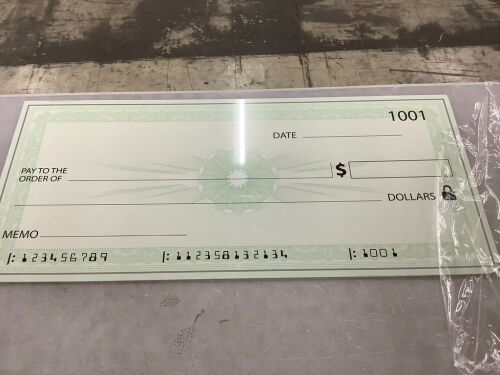 1001
DATE
PAY TO THE
ORDER OF
$
DOLLARS
MEMO
⑆123456789 ⑆112358132134 ⑆1001